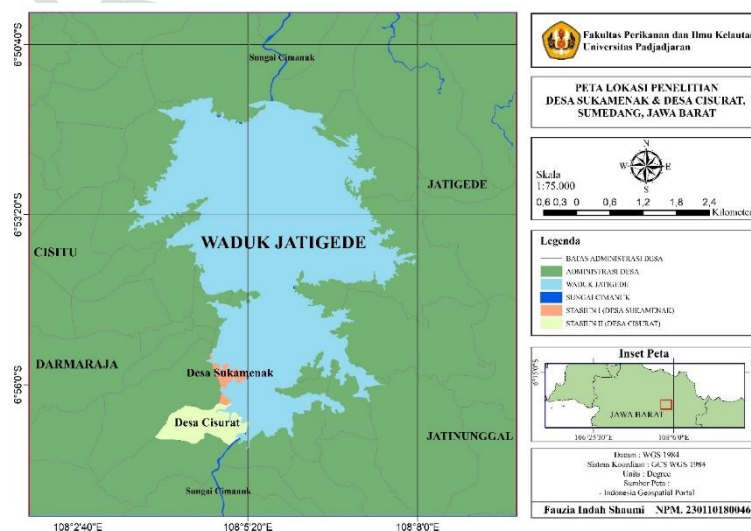 6°50'40"S
6°53'20"S
6°56'0"S
108°2'40"E
108°5'20"E
108°8'0"E
Sungai Cimanuk
JATIGEDE
WADUK JATIGEDE
CISITU
DARMARAJA
Desa Sukamenak
Desa Cisurat
JATINUNGGAL
Sungai Cimanuk
Fakultas Perikanan dan Ilmu Kelautan
Universitas Padjadjaran
PETA LOKASI PENELITIAN
DESA SUKAMENAK & DESA CISURAT,
SUMEDANG, JAWA BARAT
N
W E
S
Skala
1:75.000
0,6 0,3 0 0,6 1,2 1,8 2,4
Kilometer
Legenda
BATAS ADMINISTRASI DESA
ADMINISTRASI DESA
WADUK JATIGEDE
SUNGAI CIMANUK
STASIUN I (DESA SUKAMENAK)
STASIUN II (DESA CISURAT)
Inset Peta
6°15'0"S
JAWA BARAT
108°6'0"E
Datum : WGS 1984
Sistem Koordinat : GCS WGS 1984
Units : Degree
Sumber Peta :
- Indonesia Geospatial Portal
Fauzia Indah Shaumi NPM. 230110180046